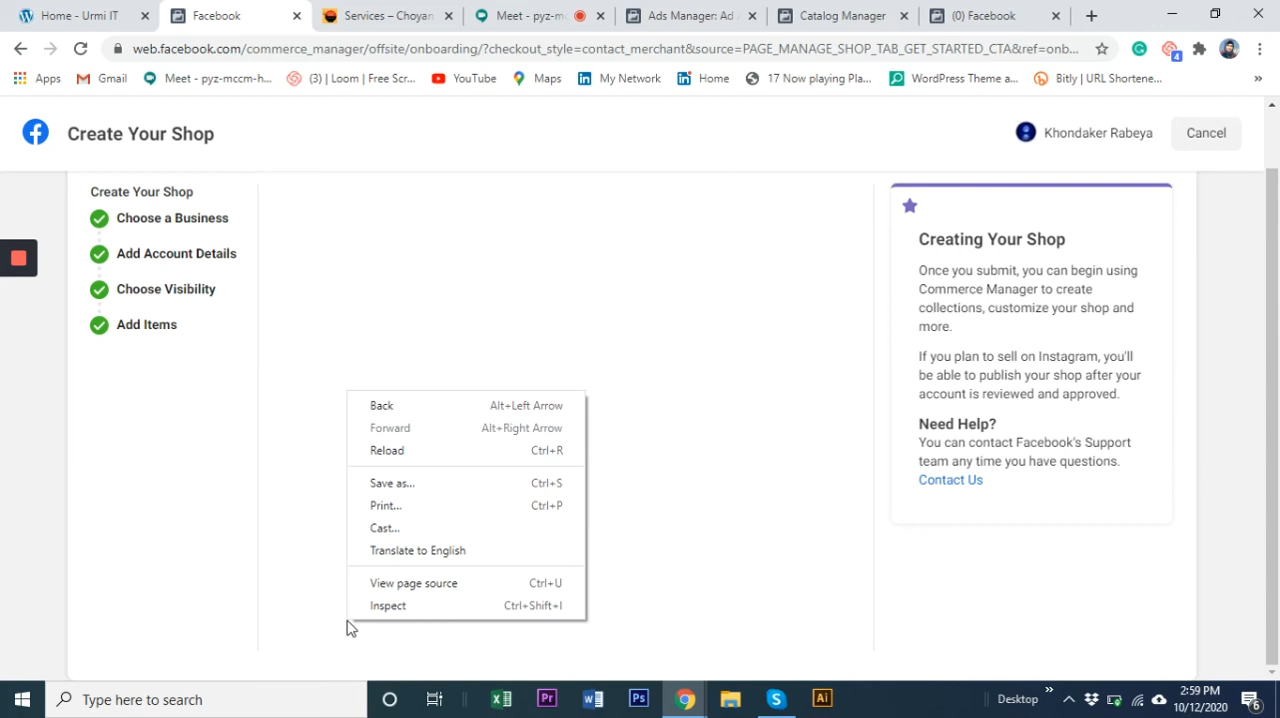 Home - Urmi IT
Facebook
Services – Choyan
Meet - pyz-mc
Ads Manager: Ad
Catalog Manager
(0) Facebook
web.facebook.com/commerce_manager/offsite/onboarding/?checkout_style=contact_merchant&source=PAGE_MANAGE_SHOP_TAB_GET_STARTED_CTA&ref=onb...
4
Apps
Gmail
Meet - pyz-mccm-h...
(3) | Loom | Free Scr...
YouTube
Maps
My Network
Home
17 Now playing Pla...
WordPress Theme a...
Bitly | URL Shortene...
Create Your Shop
Khondaker Rabeya
Cancel
Create Your Shop
Choose a Business
Add Account Details
Choose Visibility
Add Items
Back Alt+Left Arrow
Forward Alt+Right Arrow
Reload Ctrl+R
Save as... Ctrl+S
Print... Ctrl+P
Cast...
Translate to English
View page source Ctrl+U
Inspect Ctrl+Shift+I
Creating Your Shop
Once you submit, you can begin using
Commerce Manager to create
collections, customize your shop and
more.
If you plan to sell on Instagram, you'll
be able to publish your shop after your
account is reviewed and approved.
Need Help?
You can contact Facebook's Support
team any time you have questions.
Contact Us
Type here to search
Pr
Ps
Ai
Desktop
2:59 PM
10/12/2020
6